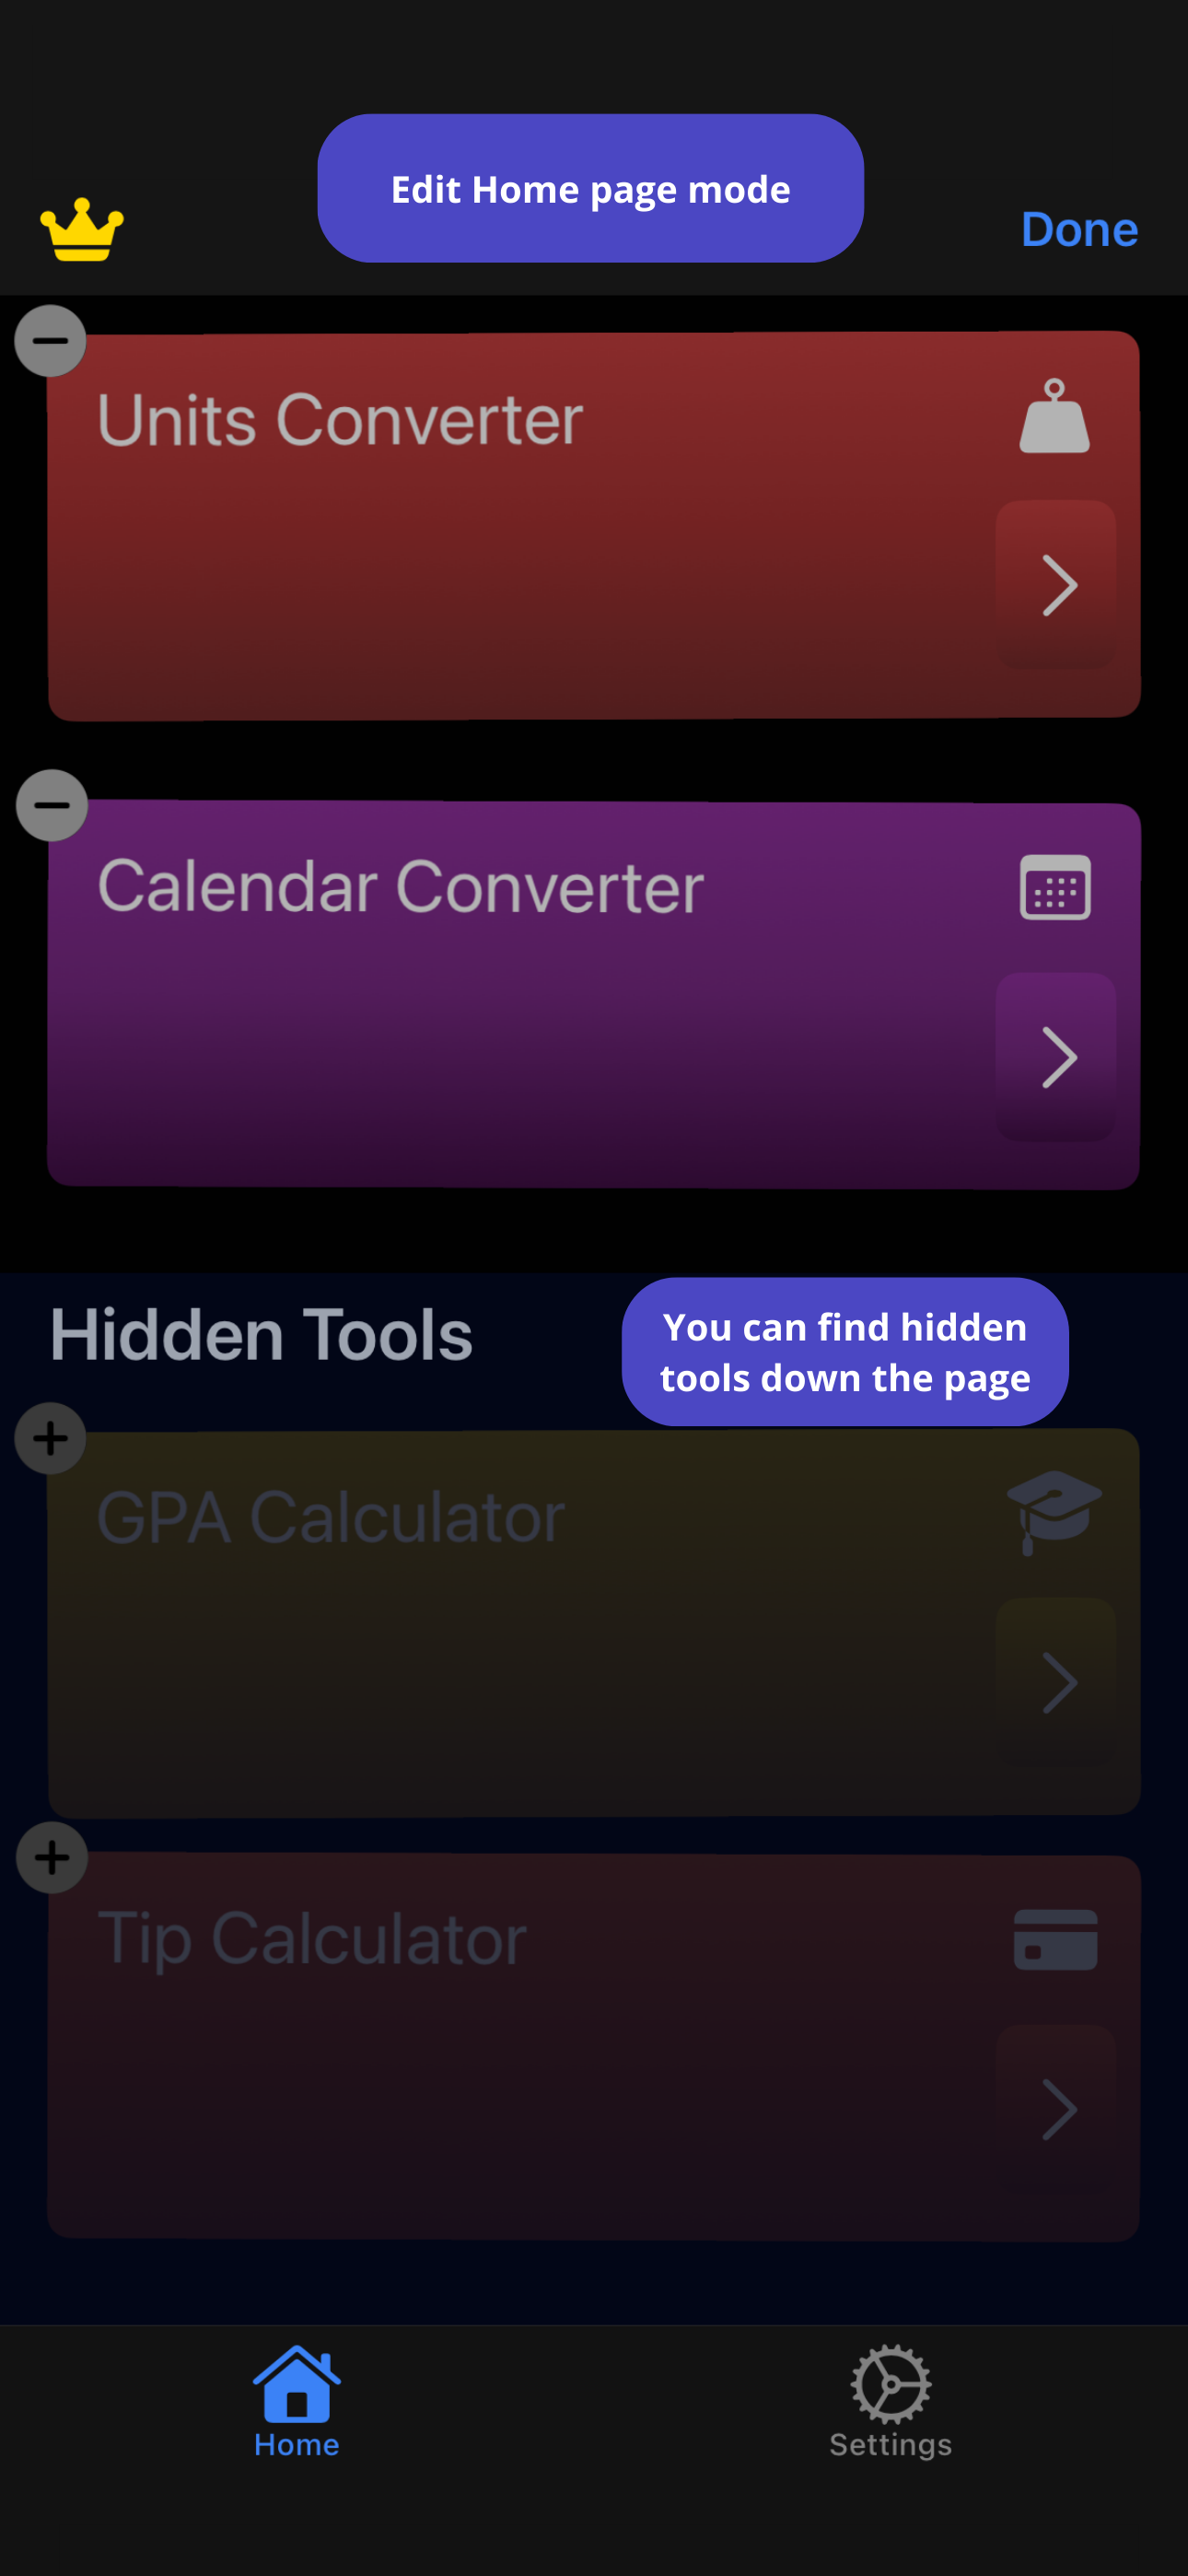 Edit Home page mode
Done
Units Converter
Calendar Converter
Hidden Tools
You can find hidden
tools down the page
GPA Calculator
Tip Calculator
Home
Settings